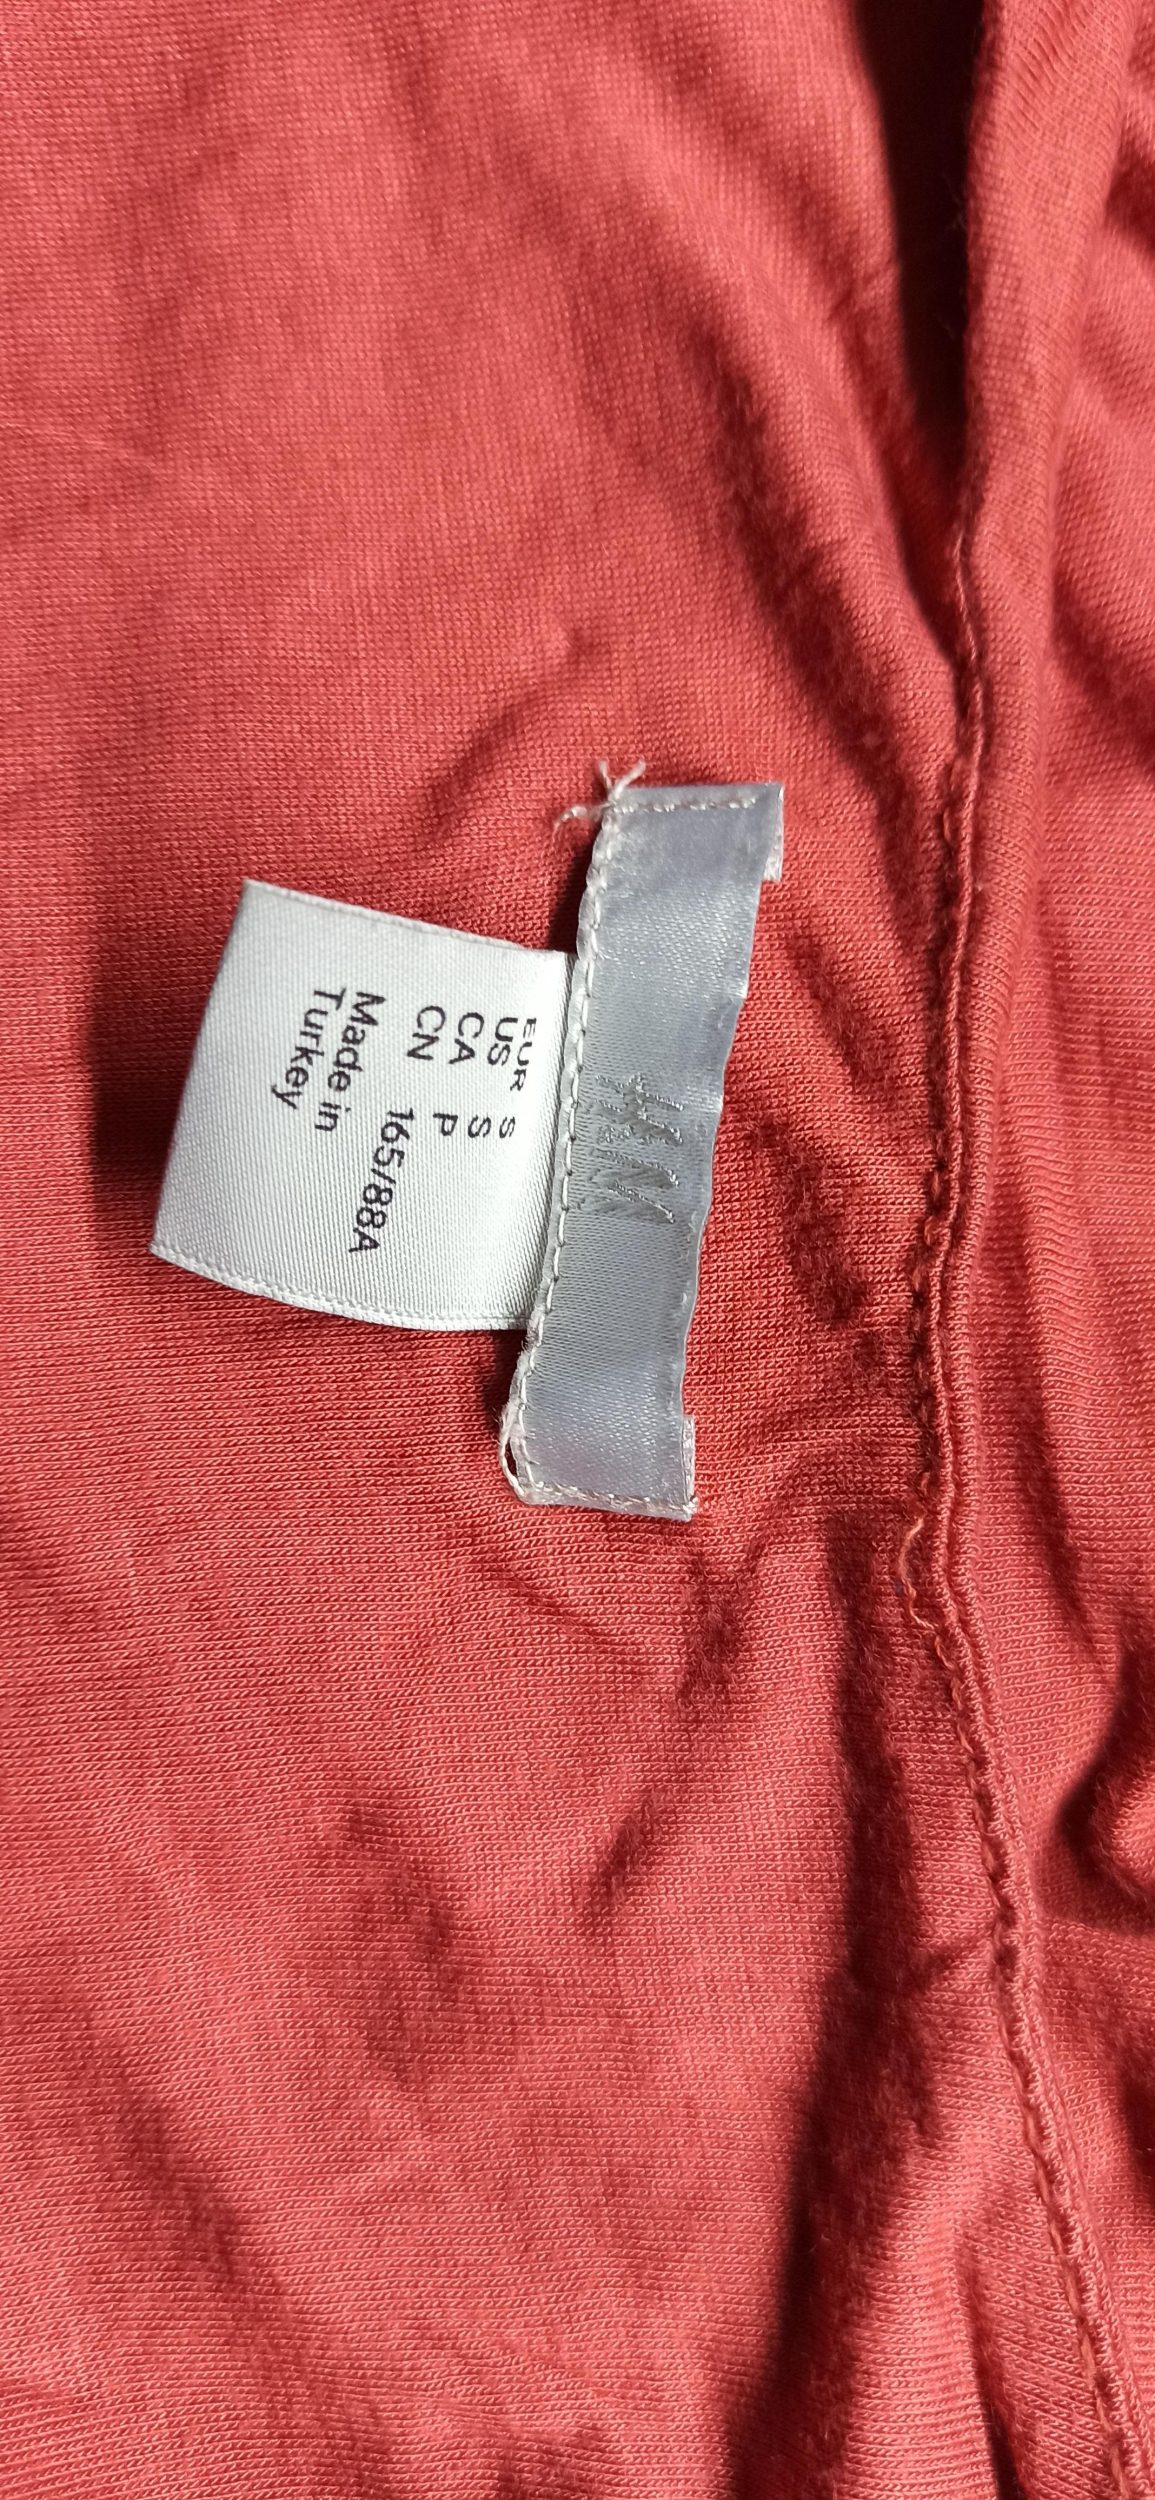 H&M
EUR S
US S
CA P
CN 165/88A
Made in
Turkey